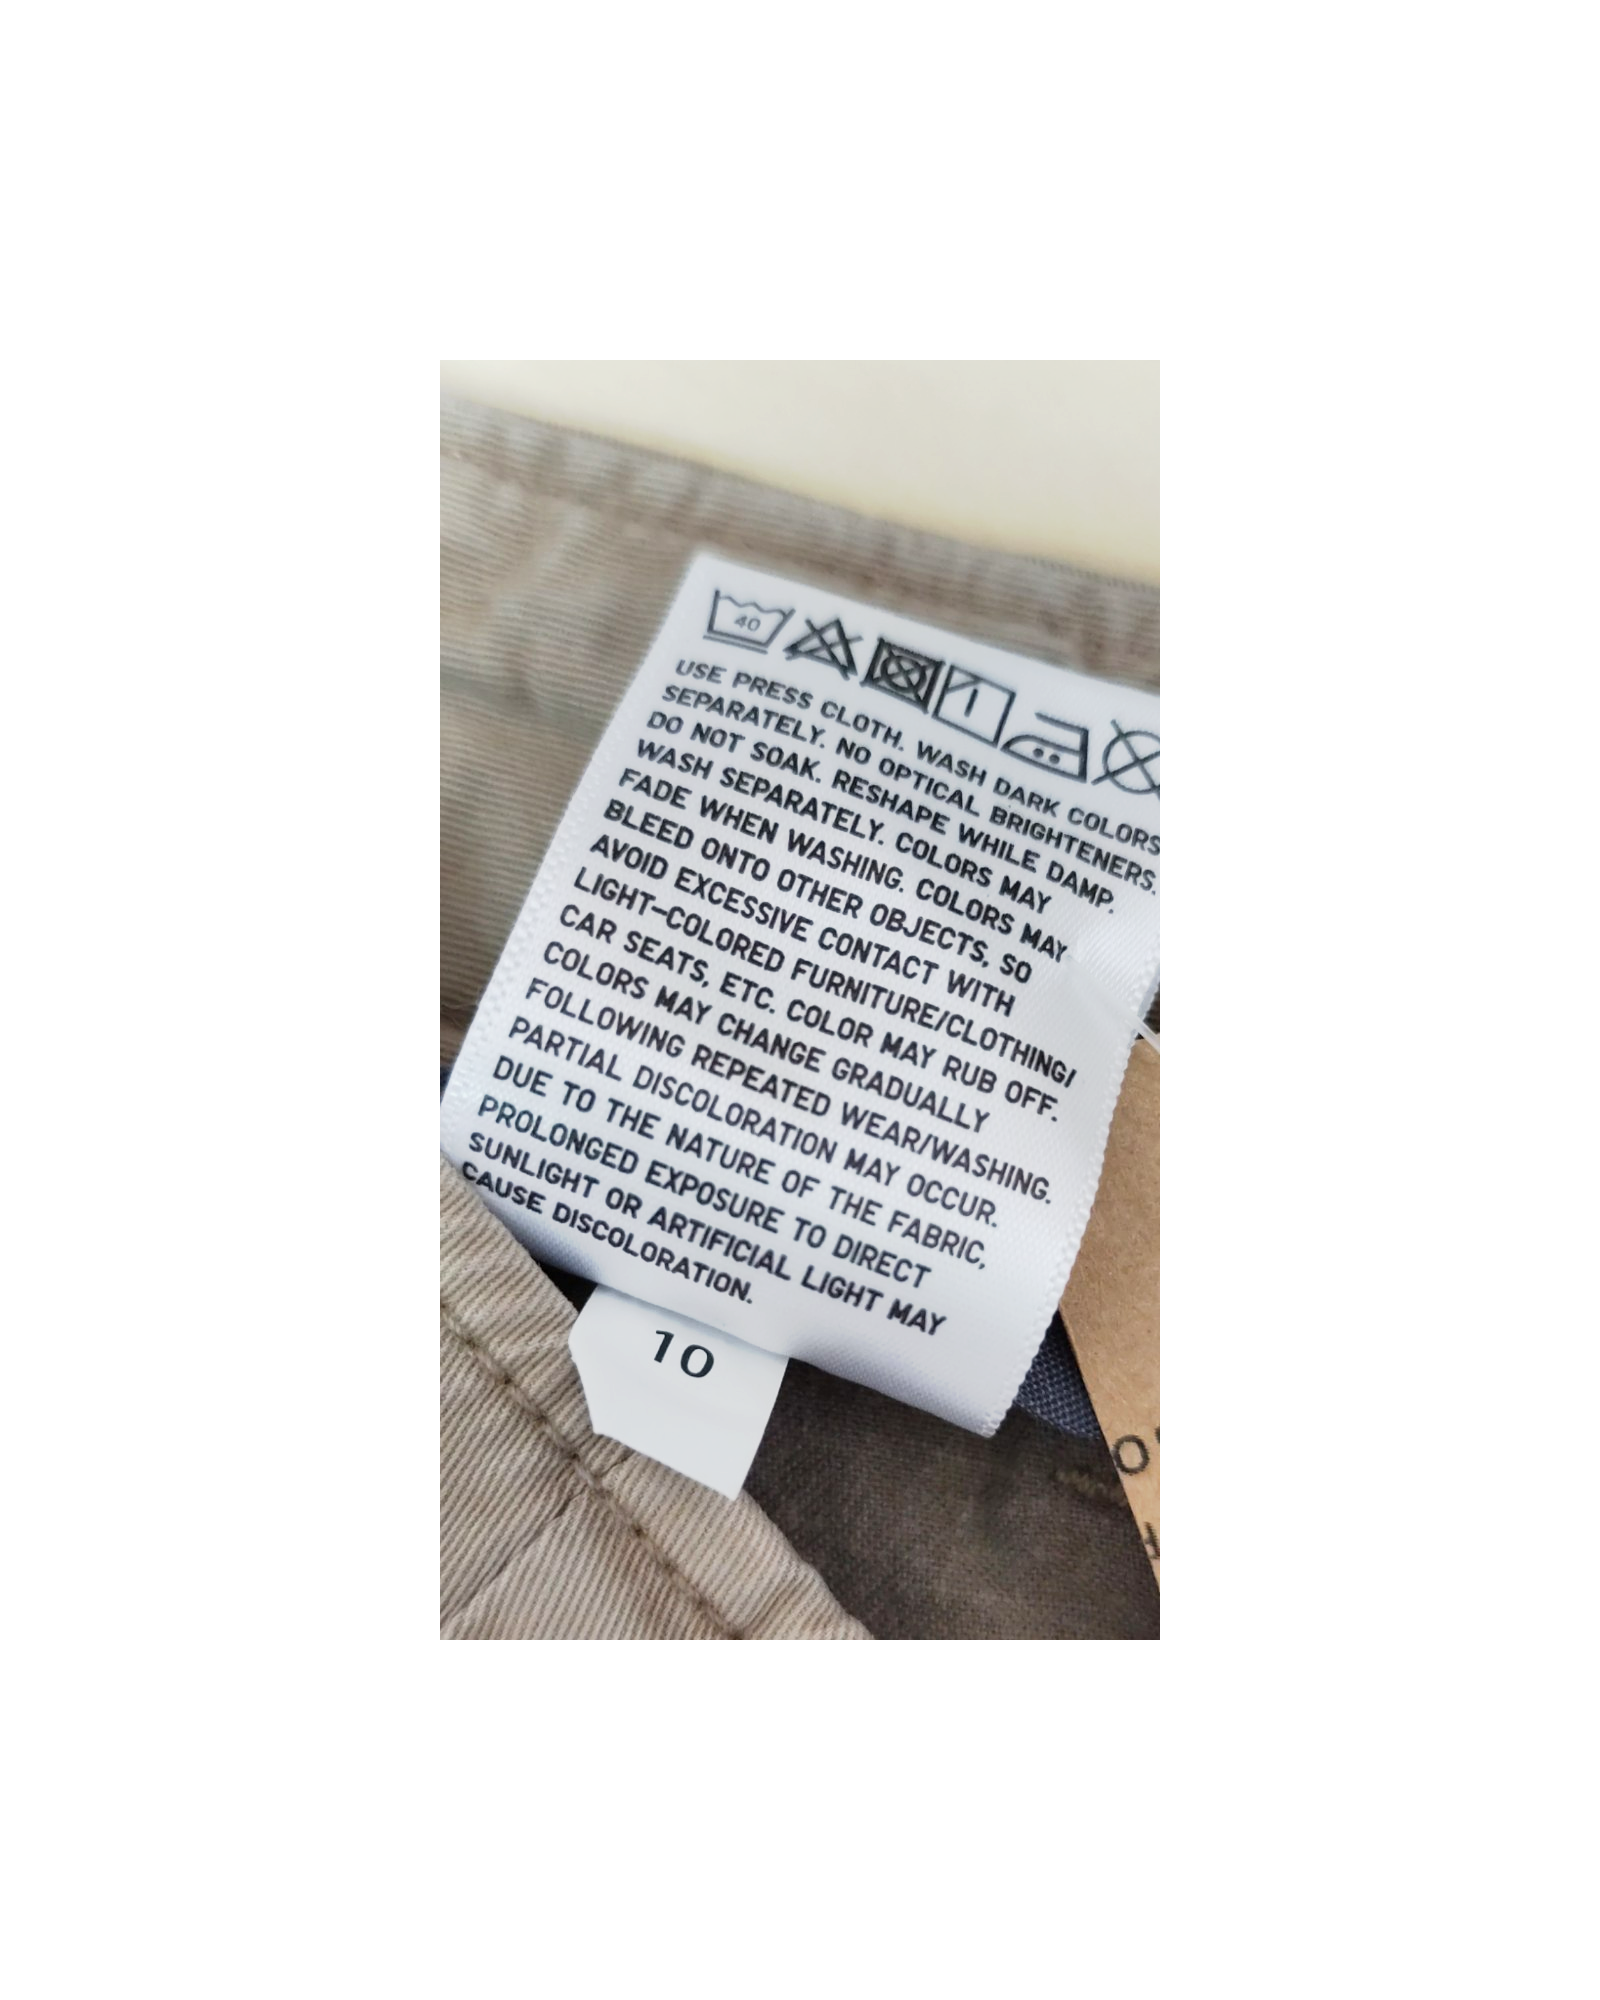 40
USE PRESS CLOTH. WASH DARK COLORS
SEPARATELY. NO OPTICAL BRIGHTENERS.
DO NOT SOAK. RESHAPE WHILE DAMP.
WASH SEPARATELY. COLORS MAY
FADE WHEN WASHING. COLORS MAY
BLEED ONTO OTHER OBJECTS, SO
AVOID EXCESSIVE CONTACT WITH
LIGHT-COLORED FURNITURE/CLOTHING/
CAR SEATS, ETC. COLOR MAY RUB OFF.
COLORS MAY CHANGE GRADUALLY
FOLLOWING REPEATED WEAR/WASHING.
PARTIAL DISCOLORATION MAY OCCUR.
DUE TO THE NATURE OF THE FABRIC,
PROLONGED EXPOSURE TO DIRECT
SUNLIGHT OR ARTIFICIAL LIGHT MAY
CAUSE DISCOLORATION.
10